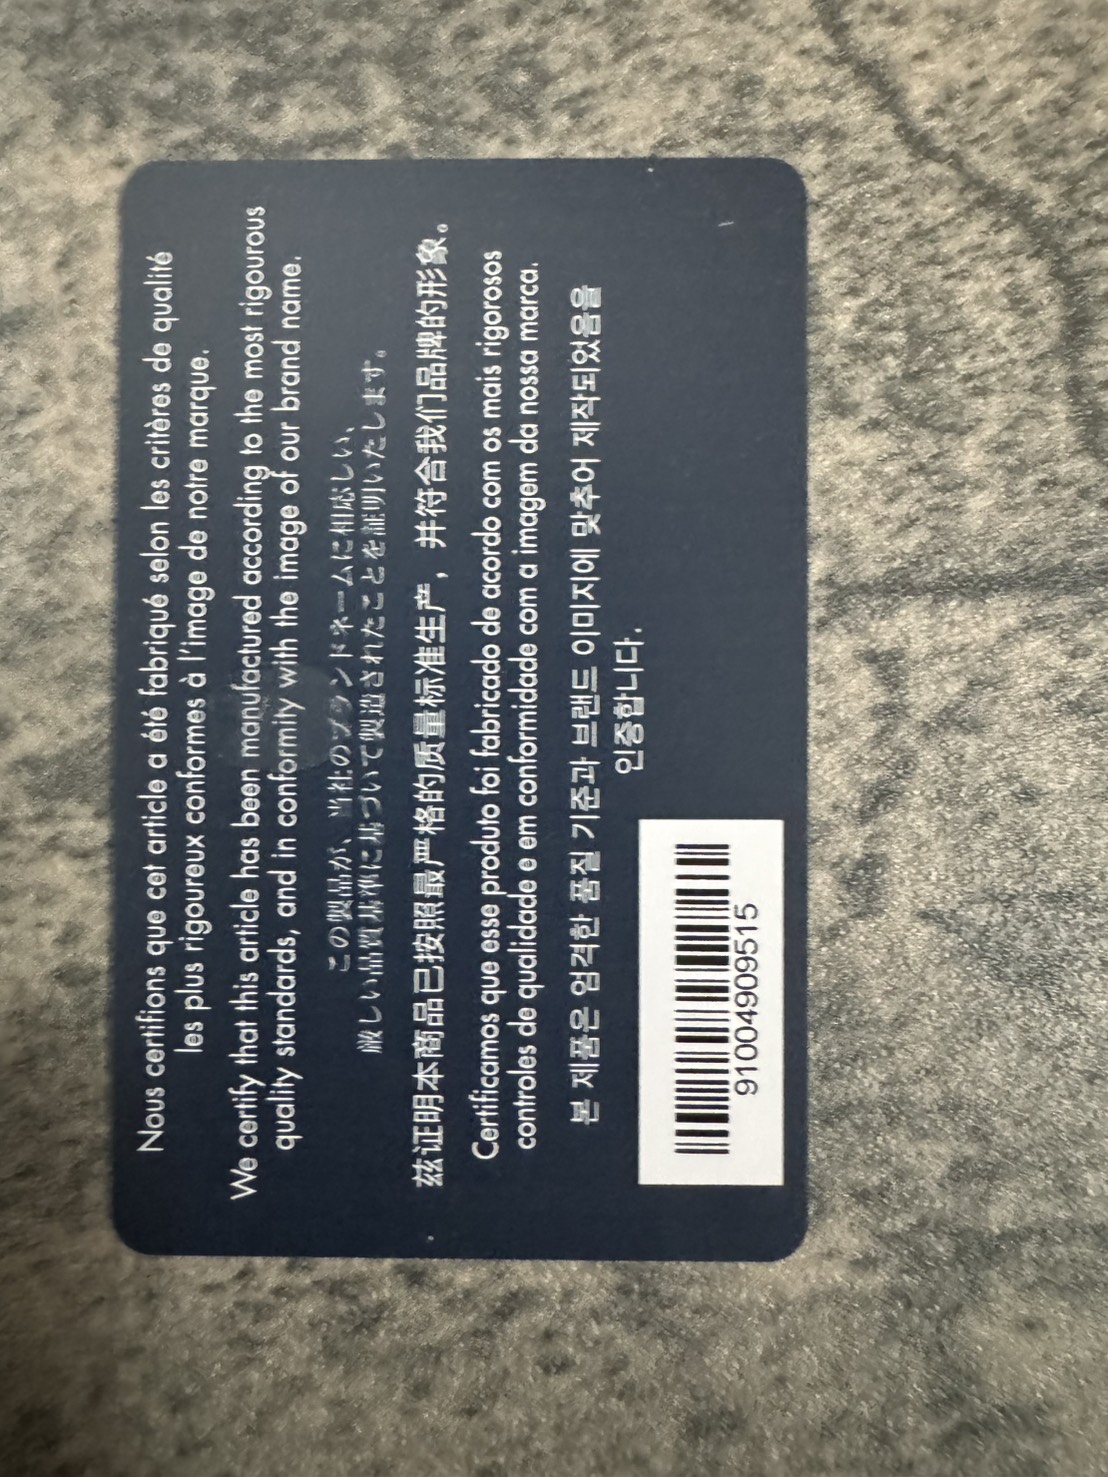 Nous certifions que cet article a été fabriqué selon les critères de qualité
les plus rigoureux conformes à l'image de notre marque.
We certify that this article has been manufactured according to the most rigourous
quality standards, and in conformity with the image of our brand name.
この製品が、当社のブランドネームに相応しい、
厳しい品質基準に基づいて製造されたことを証明いたします。
兹证明本商品已按照最严格的质量标准生产，并符合我们品牌的形象。
Certificamos que esse produto foi fabricado de acordo com os mais rigorosos
controles de qualidade e em conformidade com a imagem da nossa marca.
본 제품은 엄격한 품질 기준과 브랜드 이미지에 맞추어 제작되었음을
인증합니다.
91004909515